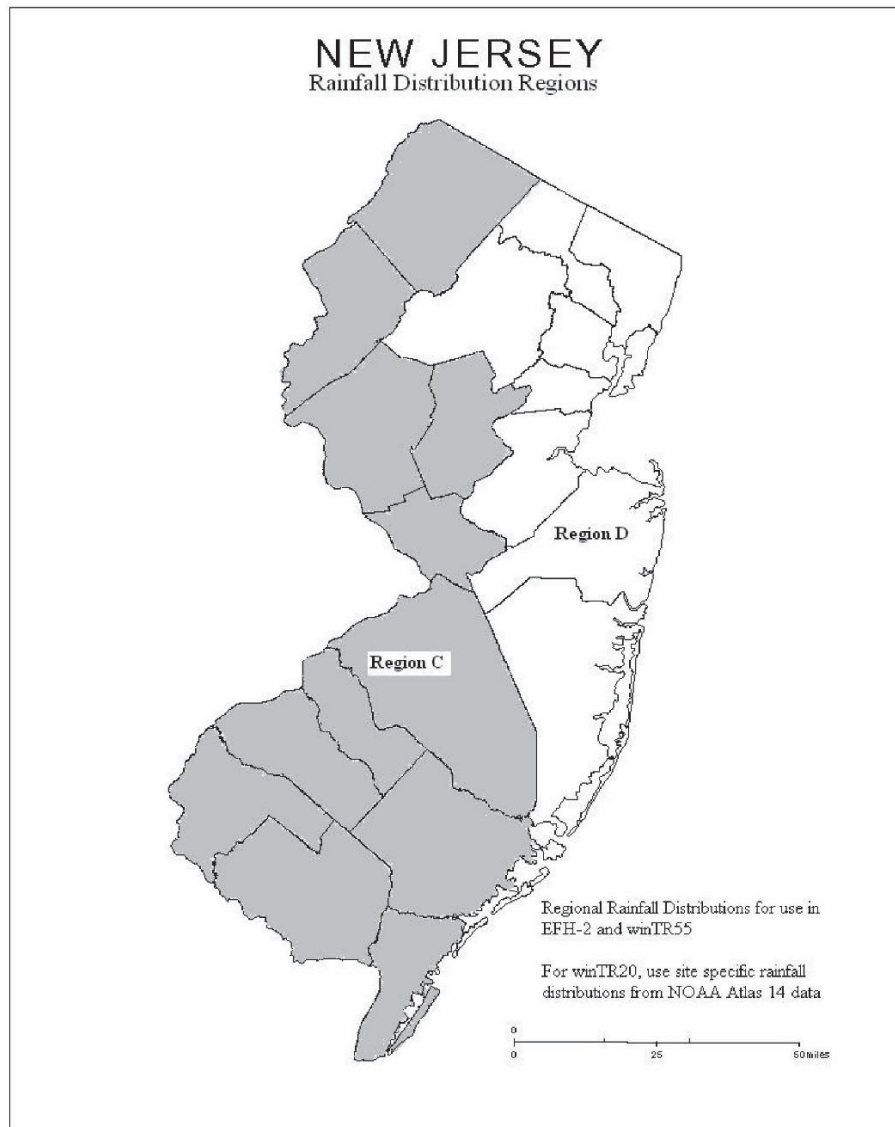 NEW JERSEY
Rainfall Distribution Regions
Region D
Region C
Regional Rainfall Distributions for use in
EFH-2 and winTR55
For winTR20, use site specific rainfall
distributions from NOAA Atlas 14 data
0
0 25 50 miles